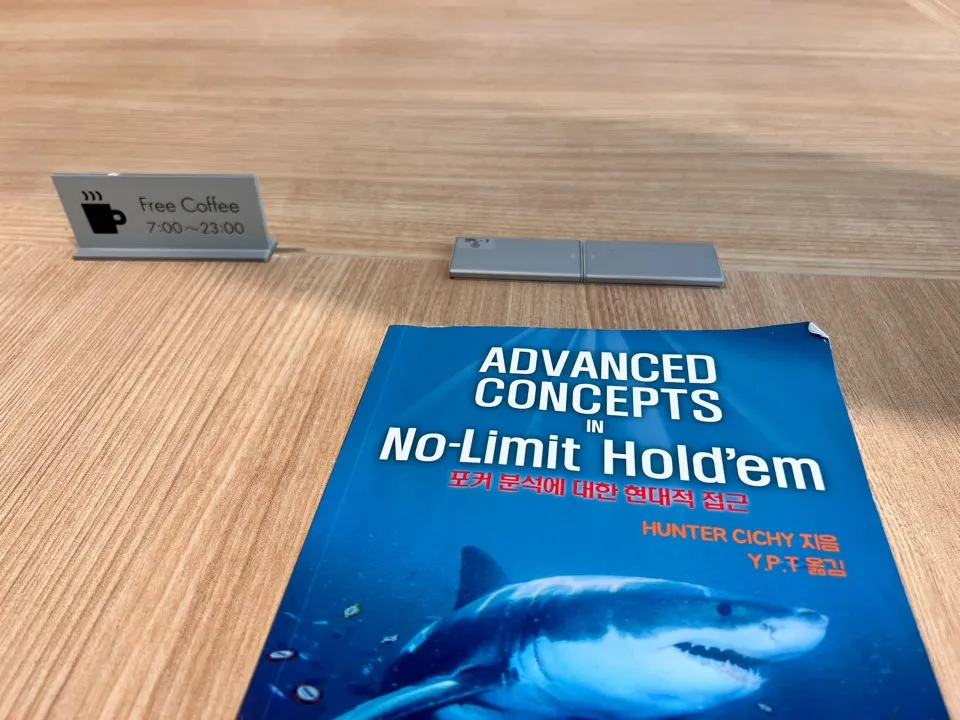 Free Coffee
7:00~23:00
ADVANCED
CONCEPTS
IN
No-Limit Hold'em
포커 분석에 대한 현대적 접근
HUNTER CICHY 지음
Y.P.T 옮김